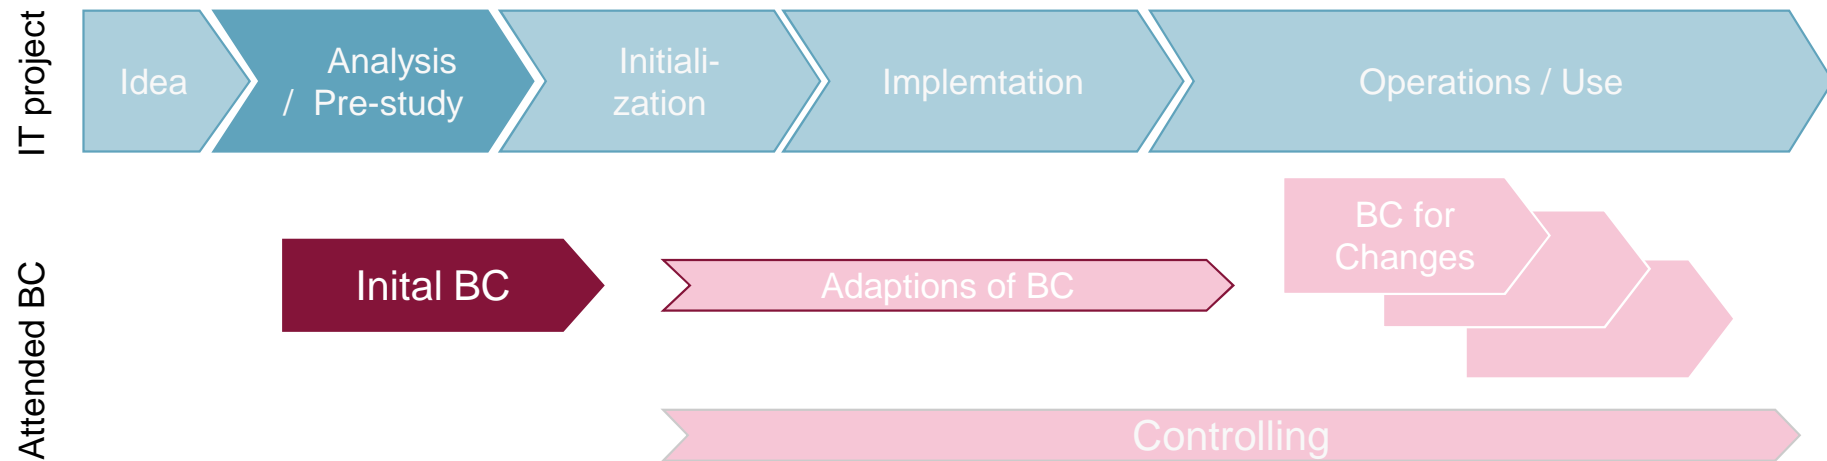 IT project
Idea
Analysis
/ Pre-study
Initiali-
zation
Implemtation
Operations / Use
Attended BC
Inital BC
Adaptions of BC
BC for
Changes
Controlling